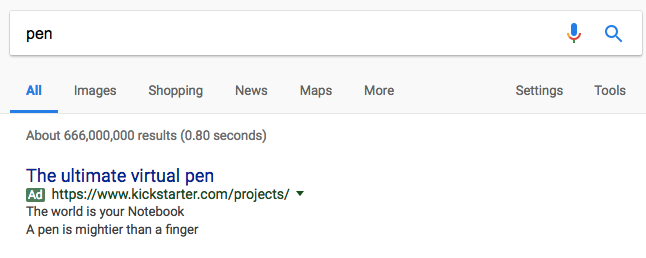 pen
All Images Shopping News Maps More Settings Tools
About 666,000,000 results (0.80 seconds)
The ultimate virtual pen
Ad https://www.kickstarter.com/projects/
The world is your Notebook
A pen is mightier than a finger